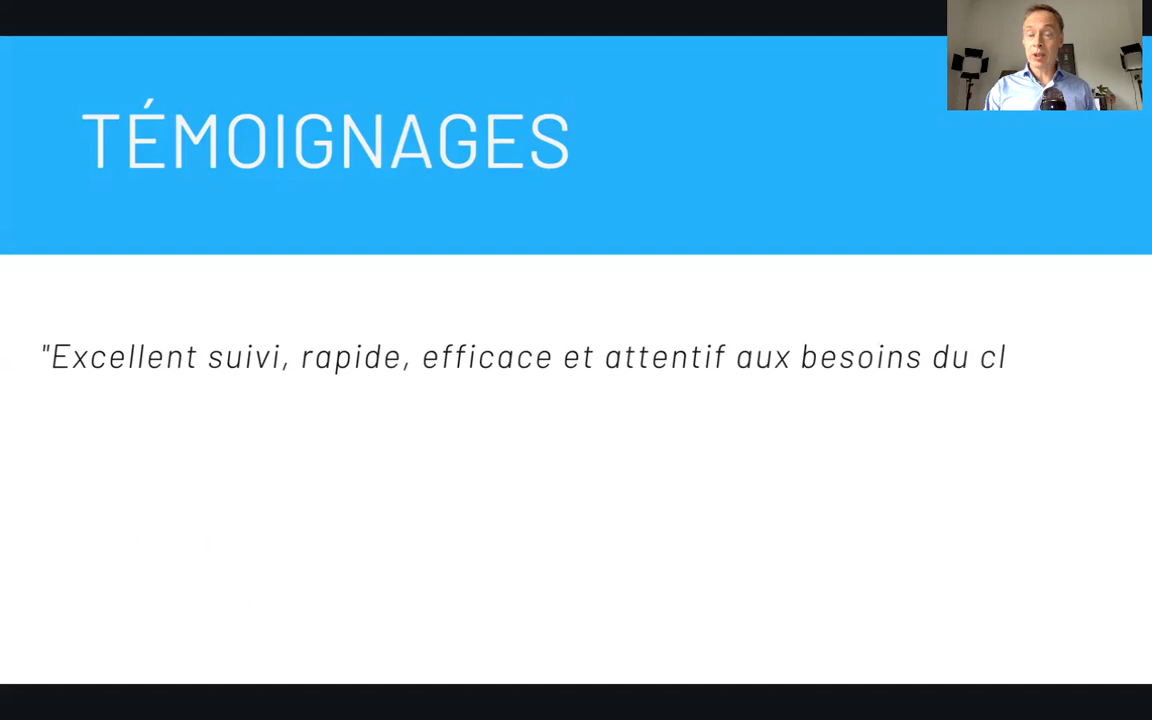 TÉMOIGNAGES
"Excellent suivi, rapide, efficace et attentif aux besoins du cl